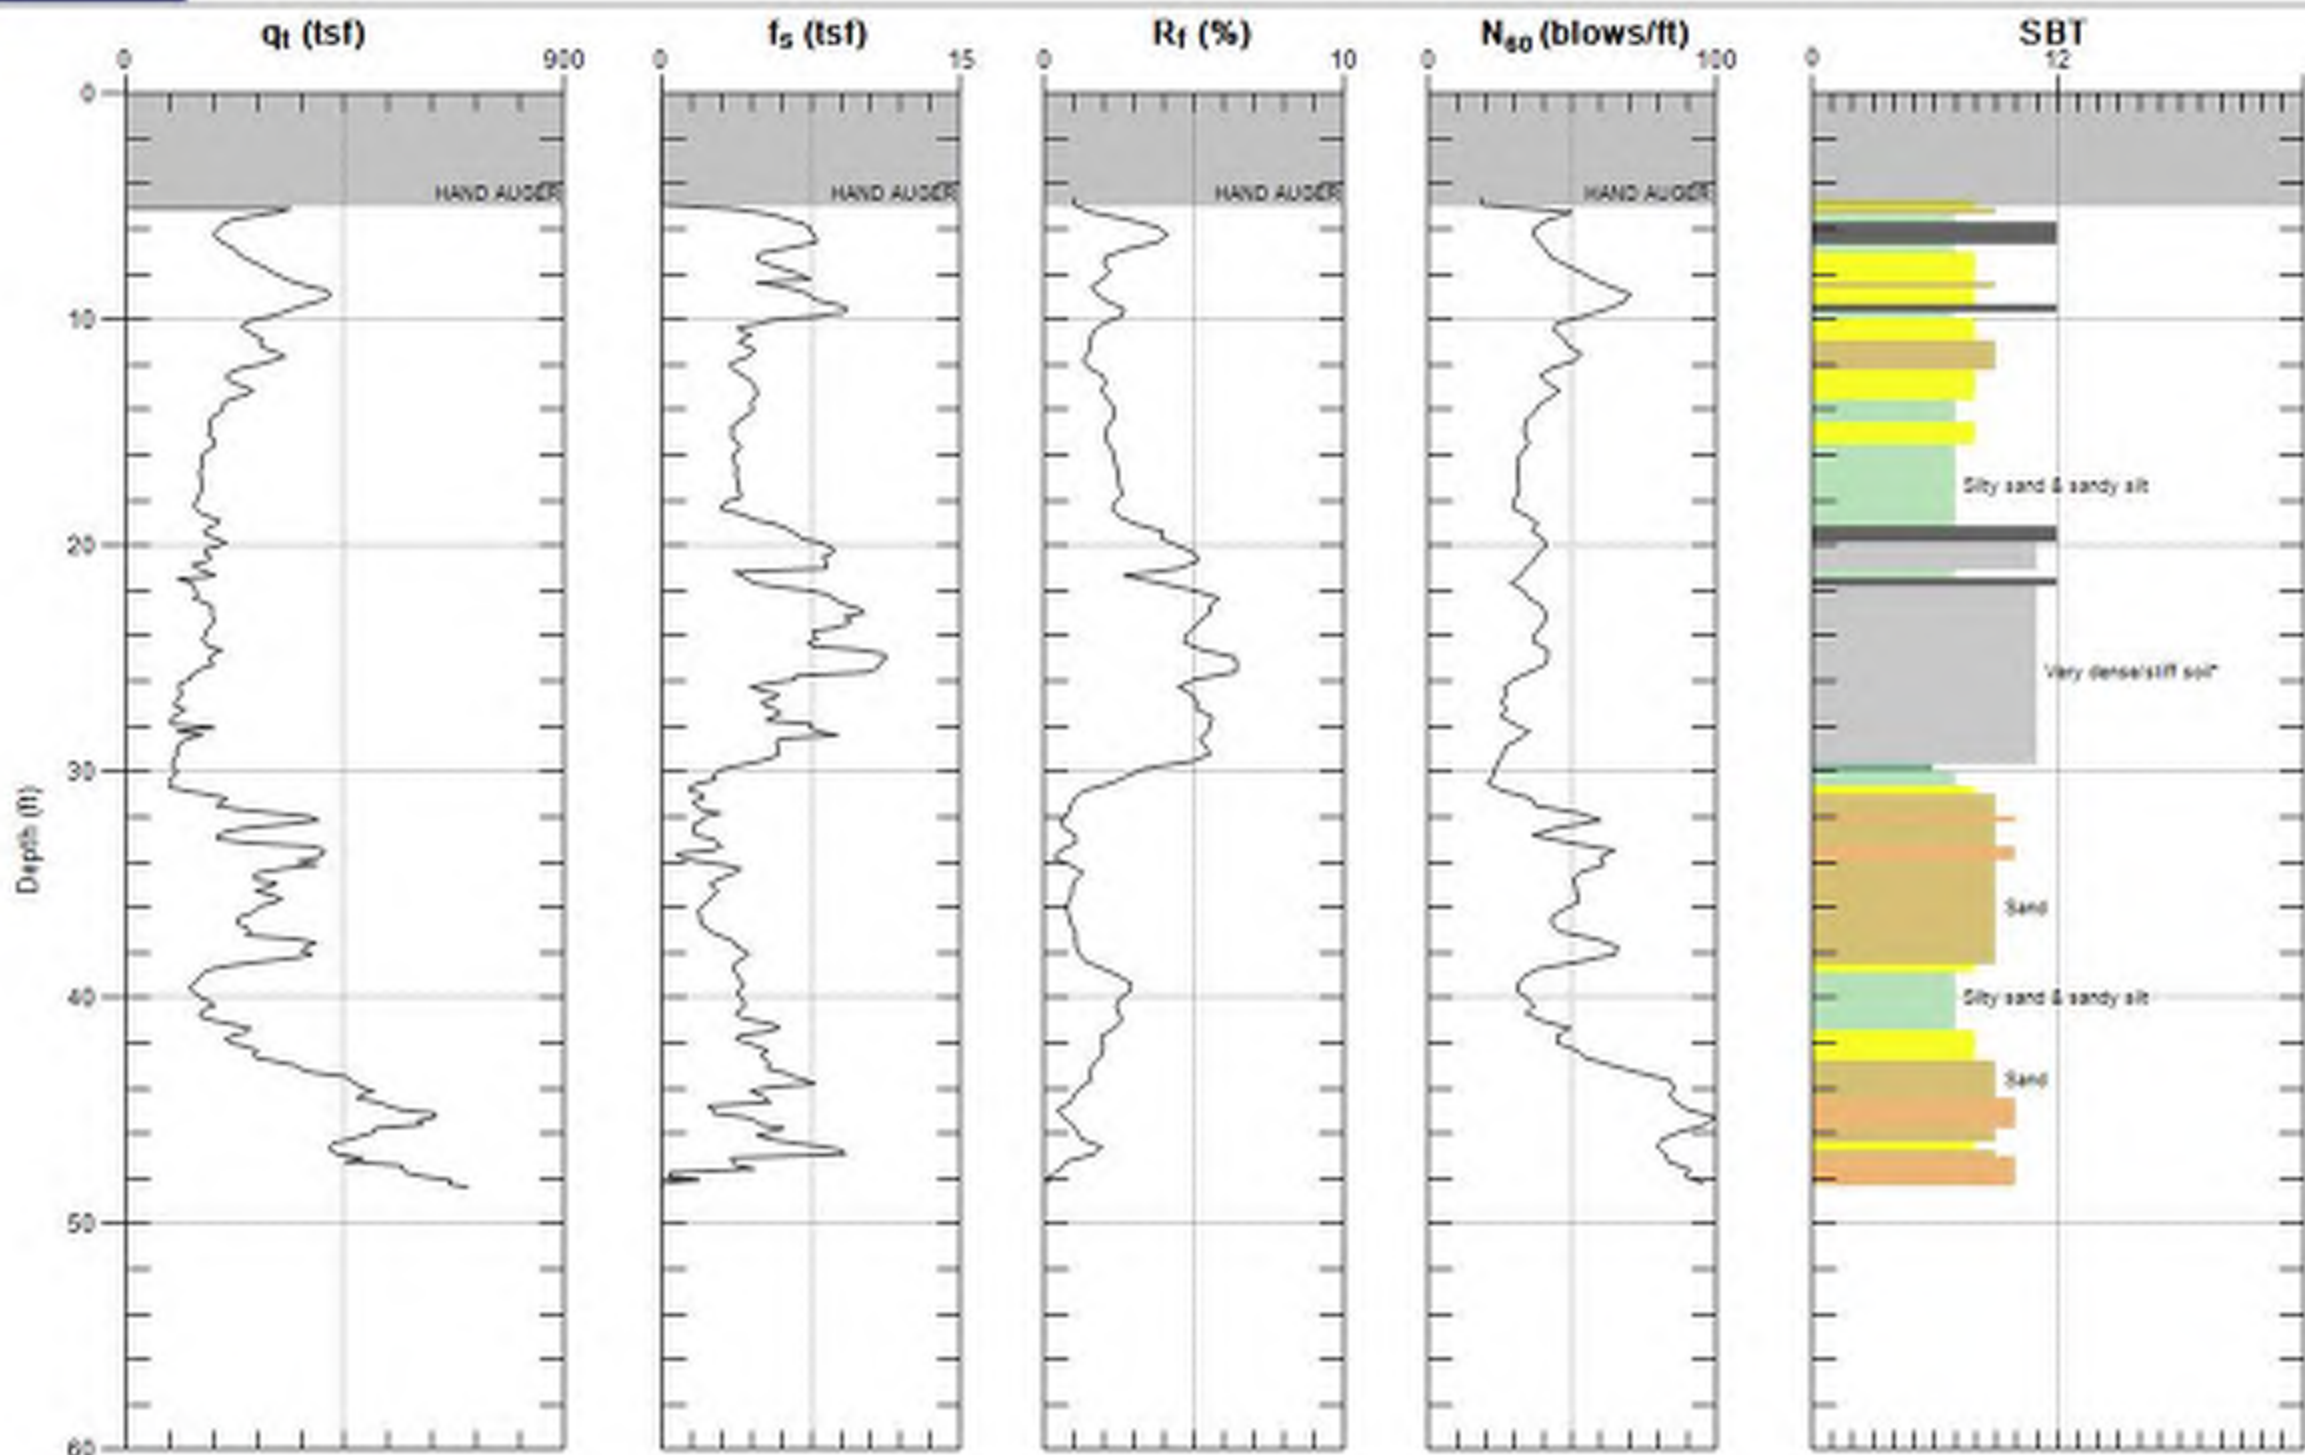 qt (tsf) fs (tsf) Rf (%) N60 (blows/ft) SBT
0 900 0 15 0 10 0 100 0 12
0
HAND AUGER HAND AUGER HAND AUGER HAND AUGER
10
Silty sand & sandy silt
20
"Very dense/stiff soil"
30
Depth (ft)
Sand
40 Silty sand & sandy silt
Sand
50
60